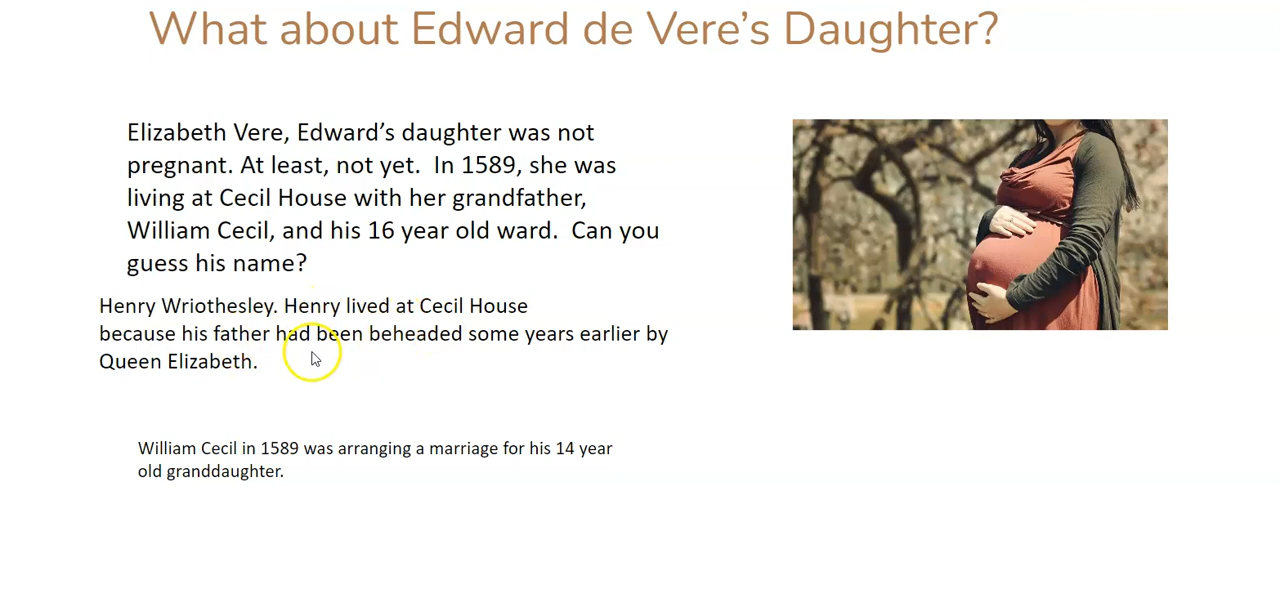 What about Edward de Vere's Daughter?
Elizabeth Vere, Edward's daughter was not
pregnant. At least, not yet.  In 1589, she was
living at Cecil House with her grandfather,
William Cecil, and his 16 year old ward.  Can you
guess his name?
Henry Wriothesley. Henry lived at Cecil House
because his father had been beheaded some years earlier by
Queen Elizabeth.
William Cecil in 1589 was arranging a marriage for his 14 year
old granddaughter.